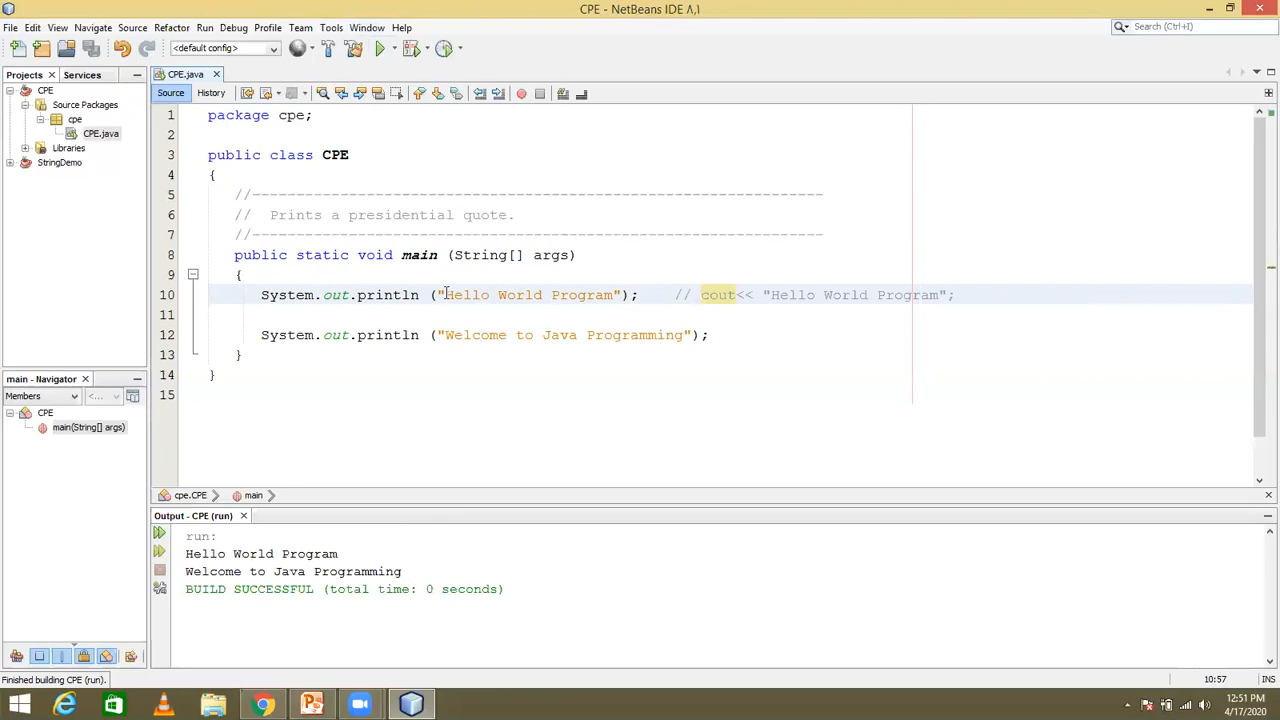 CPE - NetBeans IDE ٨,١
File Edit View Navigate Source Refactor Run Debug Profile Team Tools Window Help
Search (Ctrl+I)
<default config>
Projects Services
CPE.java
CPE
Source Packages
cpe
CPE.java
Libraries
StringDemo
Source History
1 package cpe;
2
3 public class CPE
4 {
5 //-----------------------------------------------------------------
6 // Prints a presidential quote.
7 //-----------------------------------------------------------------
8 public static void main (String[] args)
9 {
10 System.out.println ("Hello World Program"); // cout<< "Hello World Program";
11
12 System.out.println ("Welcome to Java Programming");
13 }
14 }
15
main - Navigator
Members <...
CPE
main(String[] args)
cpe.CPE main
Output - CPE (run)
run:
Hello World Program
Welcome to Java Programming
BUILD SUCCESSFUL (total time: 0 seconds)
Finished building CPE (run).
10:57 INS
12:51 PM
4/17/2020